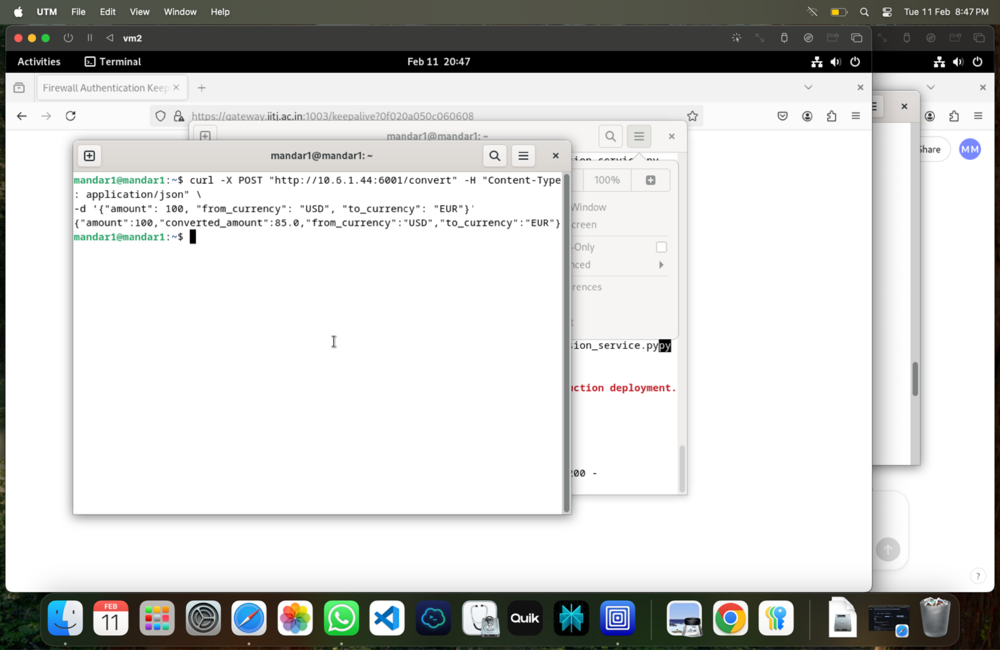 UTM File Edit View Window Help
Tue 11 Feb 8:47 PM
vm2
Activities Terminal
Feb 11 20:47
Firewall Authentication Keep
https://gateway.iitj.ac.in:1003/keepalive?0f020a050c060608
mandar1@mandar1: ~
mandar1@mandar1: ~
mandar1@mandar1:~$ curl -X POST "http://10.6.1.44:6001/convert" -H "Content-Type
: application/json" \
-d '{"amount": 100, "from_currency": "USD", "to_currency": "EUR"}'
{"amount":100,"converted_amount":85.0,"from_currency":"USD","to_currency":"EUR"}
mandar1@mandar1:~$
100%
Window
creen
-Only
nced
rences
sion_service.pypy
uction deployment.
200 -
Share
MM
?
FEB
11
Quik